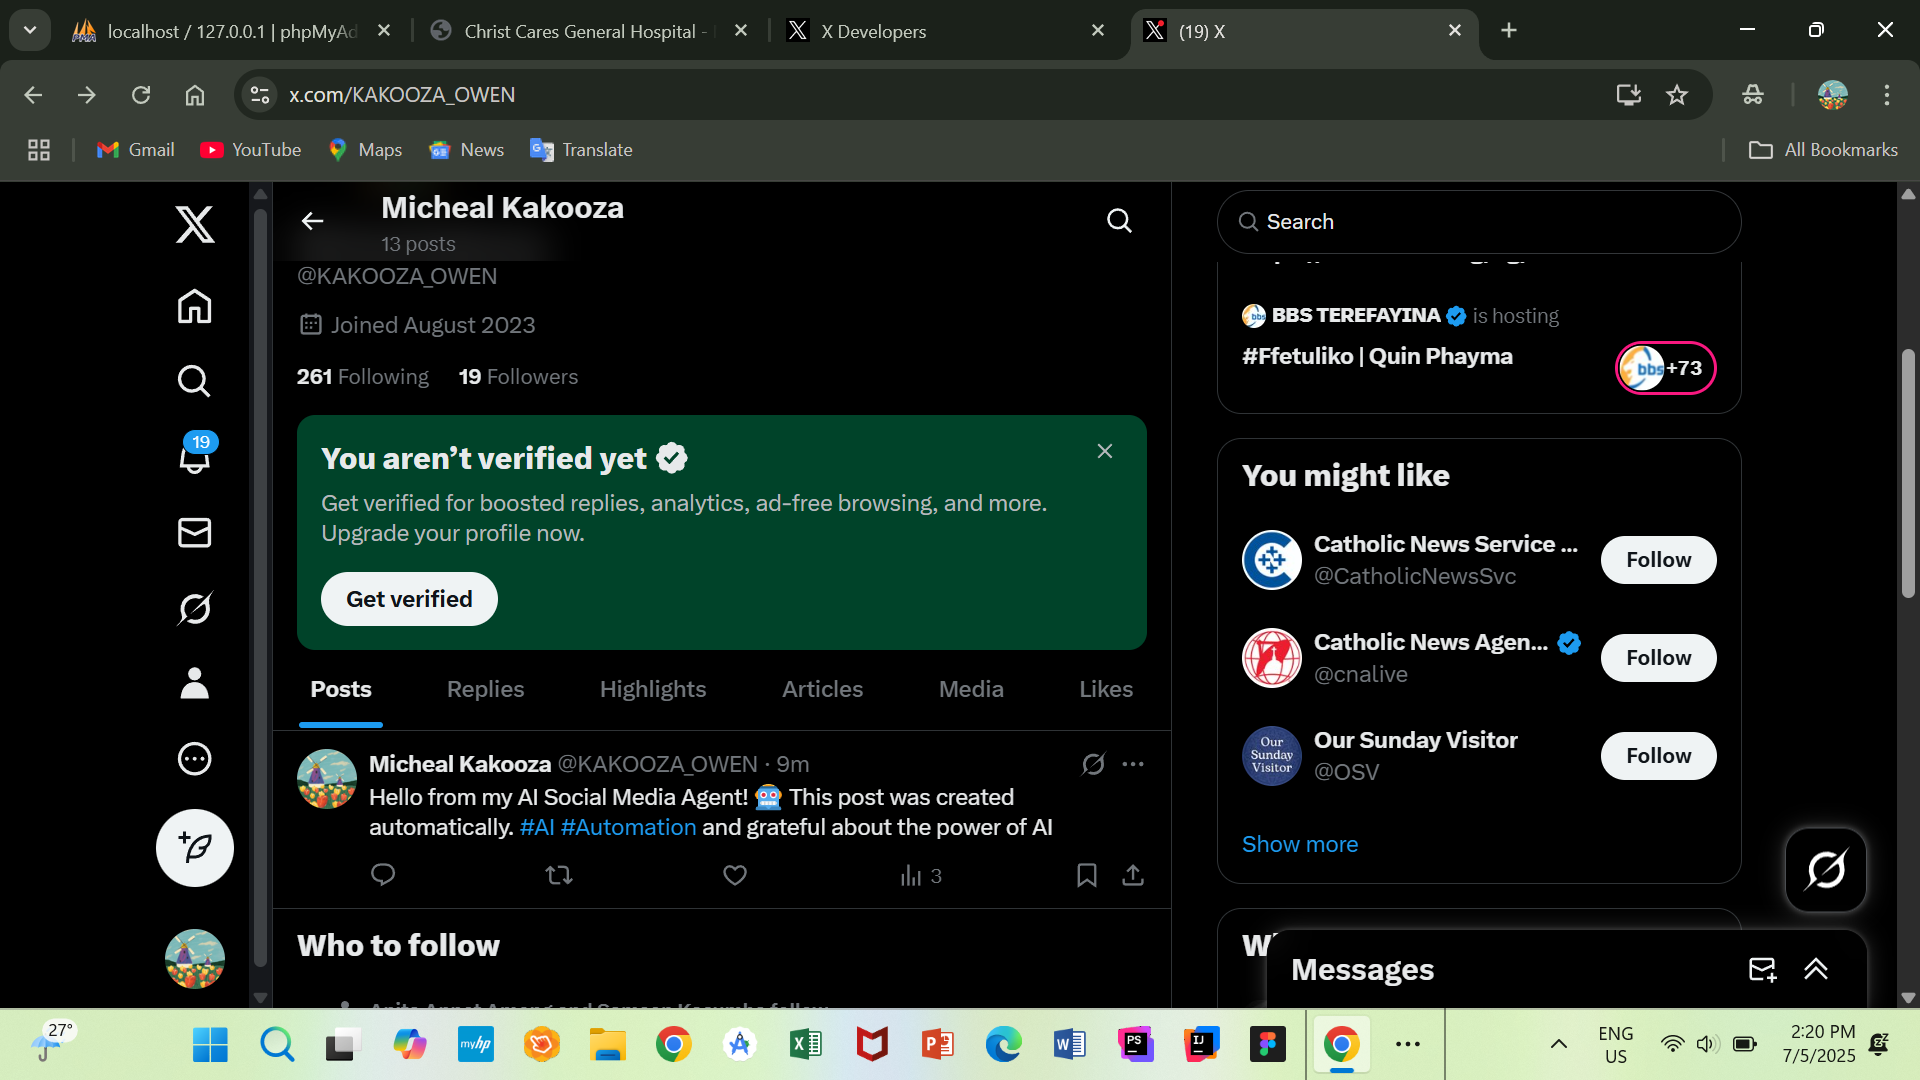 localhost / 127.0.0.1 | phpMyAd
Christ Cares General Hospital -
X Developers
(19) X
x.com/KAKOOZA_OWEN
Gmail
YouTube
Maps
News
Translate
All Bookmarks
Micheal Kakooza
13 posts
@KAKOOZA_OWEN
Joined August 2023
261 Following 19 Followers
You aren’t verified yet
Get verified for boosted replies, analytics, ad-free browsing, and more.
Upgrade your profile now.
Get verified
Posts
Replies
Highlights
Articles
Media
Likes
Micheal Kakooza @KAKOOZA_OWEN · 9m
Hello from my AI Social Media Agent! 🤖 This post was created
automatically. #AI #Automation and grateful about the power of AI
3
Who to follow
19
Search
BBS TEREFAYINA is hosting
#Ffetuliko | Quin Phayma
bbs +73
You might like
Catholic News Service ...
@CatholicNewsSvc
Follow
Catholic News Agen...
@cnalive
Follow
Our Sunday Visitor
Our Sunday Visitor
@OSV
Follow
Show more
Messages
27°
myhp
ENG
US
2:20 PM
7/5/2025